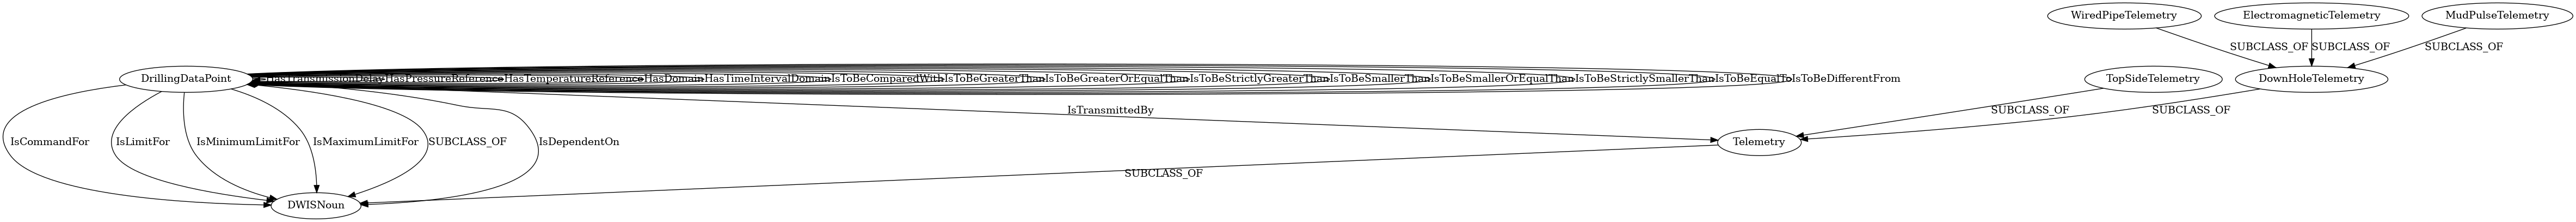 WiredPipeTelemetry
ElectromagneticTelemetry
MudPulseTelemetry
SUBCLASS_OF
SUBCLASS_OF
SUBCLASS_OF
DrillingDataPoint
HasTransmissionDelay
HasPressureReference
HasTemperatureReference
HasDomain
HasTimeIntervalDomain
IsToBeComparedWith
IsToBeGreaterThan
IsToBeGreaterOrEqualThan
IsToBeStrictlyGreaterThan
IsToBeSmallerThan
IsToBeSmallerOrEqualThan
IsToBeStrictlySmallerThan
IsToBeEqualTo
IsToBeDifferentFrom
TopSideTelemetry
DownHoleTelemetry
IsTransmittedBy
SUBCLASS_OF
SUBCLASS_OF
IsCommandFor
IsLimitFor
IsMinimumLimitFor
IsMaximumLimitFor
SUBCLASS_OF
IsDependentOn
Telemetry
SUBCLASS_OF
DWISNoun